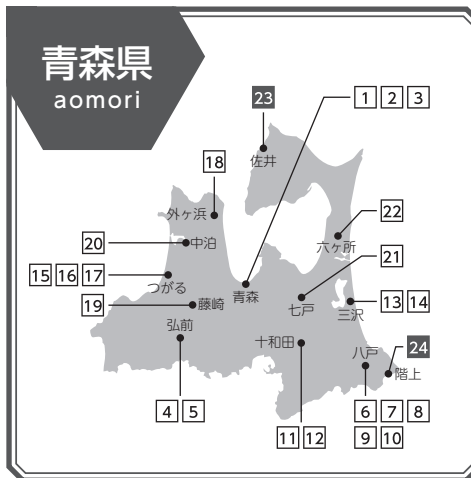 青森県
aomori
23
1 2 3
佐井
18
外ヶ浜
22
20
中泊
六ヶ所
21
15 16 17
つがる
青森
七戸
13 14
三沢
19
藤崎
弘前
十和田
八戸
24
階上
4 5
6 7 8
11 12
9 10